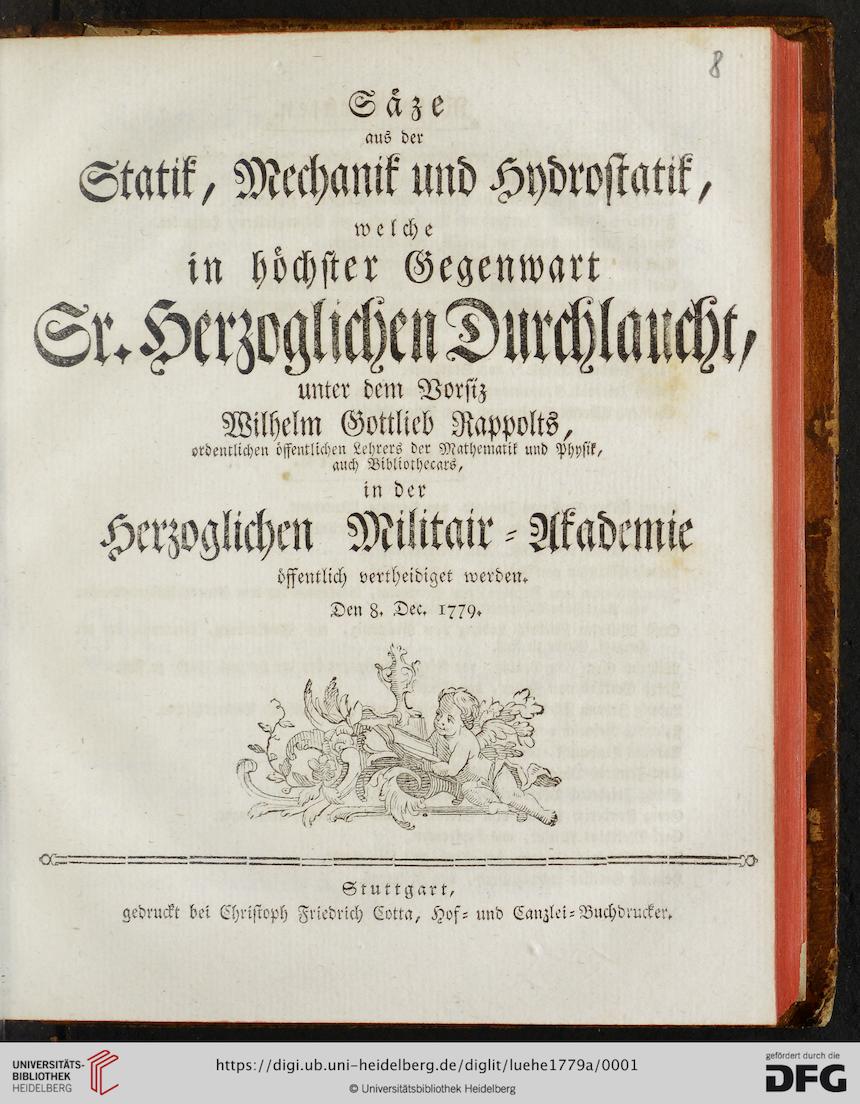 8
Säze
aus der
Statik, Mechanik und Hydrostatik,
welche
in höchster Gegenwart
Sr. Herzoglichen Durchlaucht,
unter dem Vorsiz
Wilhelm Gottlieb Rappolts,
ordentlichen öffentlichen Lehrers der Mathematik und Physik,
auch Bibliothecars,
in der
Herzoglichen Militair-Akademie
öffentlich vertheidiget werden.
Den 8. Dec. 1779.
Stuttgart,
gedruckt bei Christoph Friedrich Cotta, Hof- und Canzlei-Buchdrucker.
UNIVERSITÄTS-
BIBLIOTHEK
HEIDELBERG
https://digi.ub.uni-heidelberg.de/diglit/luehe1779a/0001
© Universitätsbibliothek Heidelberg
gefördert durch die
DFG